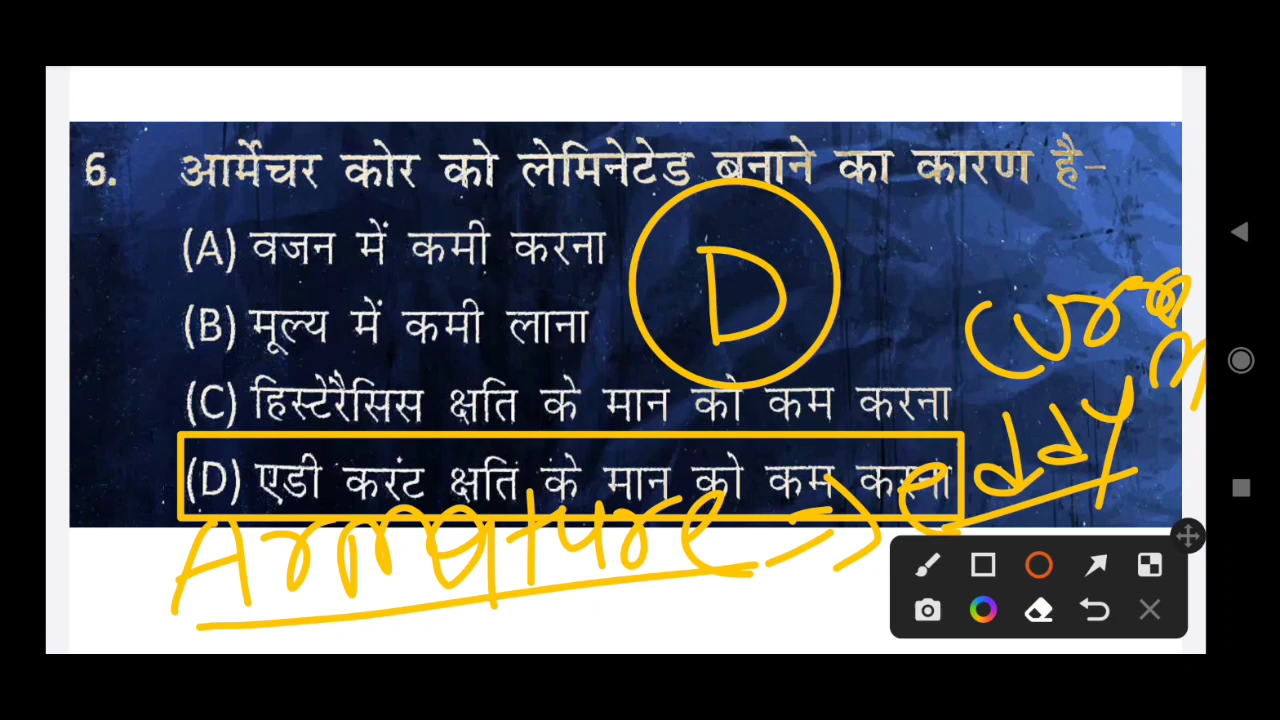 6. आर्मेचर कोर को लेमिनेटेड बनाने का कारण है–
(A) वजन में कमी करना
(B) मूल्य में कमी लाना
D
(C) हिस्टेरैसिस क्षति के मान को कम करना
(D) एडी करंट क्षति के मान को कम करना
Armature => eddy